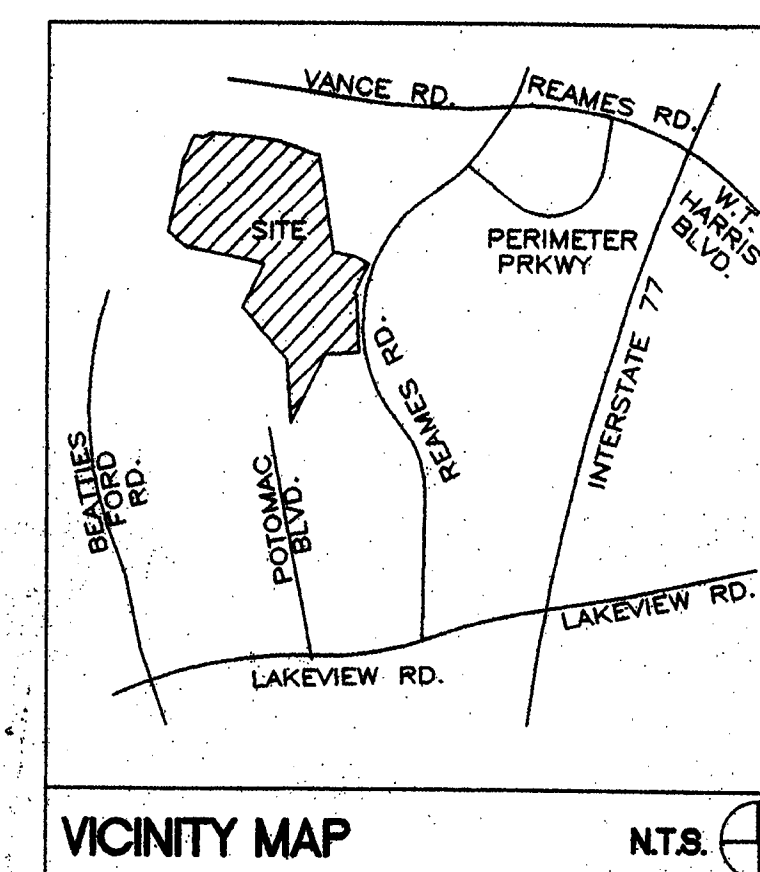 VANCE RD.
REAMES RD.
W.T.
HARRIS
BLVD.
SITE
PERIMETER
PRKWY
INTERSTATE 77
REAMES RD.
BEATTIES
FORD
RD.
POTOMAC
BLVD.
LAKEVIEW RD.
LAKEVIEW RD.
VICINITY MAP
N.T.S.